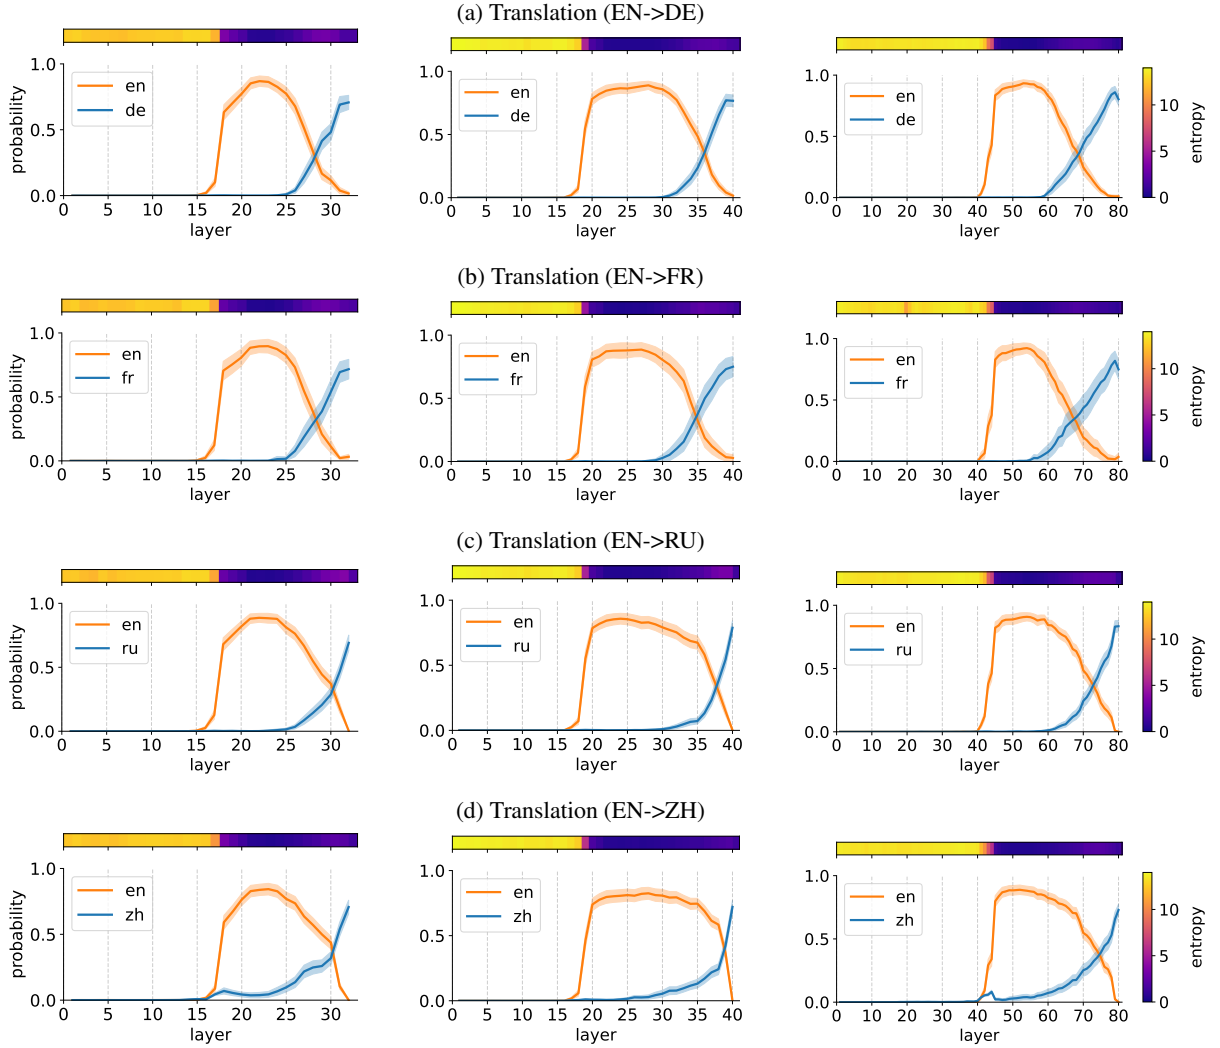 (a) Translation (EN->DE)
1.0
0.5
0.0
probability
en
de
0 5 10 15 20 25 30
layer
1.0
0.5
0.0
en
de
0 5 10 15 20 25 30 35 40
layer
1.0
0.5
0.0
en
de
0 10 20 30 40 50 60 70 80
layer
10
5
0
entropy
(b) Translation (EN->FR)
1.0
0.5
0.0
probability
en
fr
0 5 10 15 20 25 30
layer
1.0
0.5
0.0
en
fr
0 5 10 15 20 25 30 35 40
layer
1.0
0.5
0.0
en
fr
0 10 20 30 40 50 60 70 80
layer
10
5
0
entropy
(c) Translation (EN->RU)
1.0
0.5
0.0
probability
en
ru
0 5 10 15 20 25 30
layer
1.0
0.5
0.0
en
ru
0 5 10 15 20 25 30 35 40
layer
1.0
0.5
0.0
en
ru
0 10 20 30 40 50 60 70 80
layer
10
5
0
entropy
(d) Translation (EN->ZH)
1.0
0.5
0.0
probability
en
zh
0 5 10 15 20 25 30
layer
1.0
0.5
0.0
en
zh
0 5 10 15 20 25 30 35 40
layer
1.0
0.5
0.0
en
zh
0 10 20 30 40 50 60 70 80
layer
10
5
0
entropy